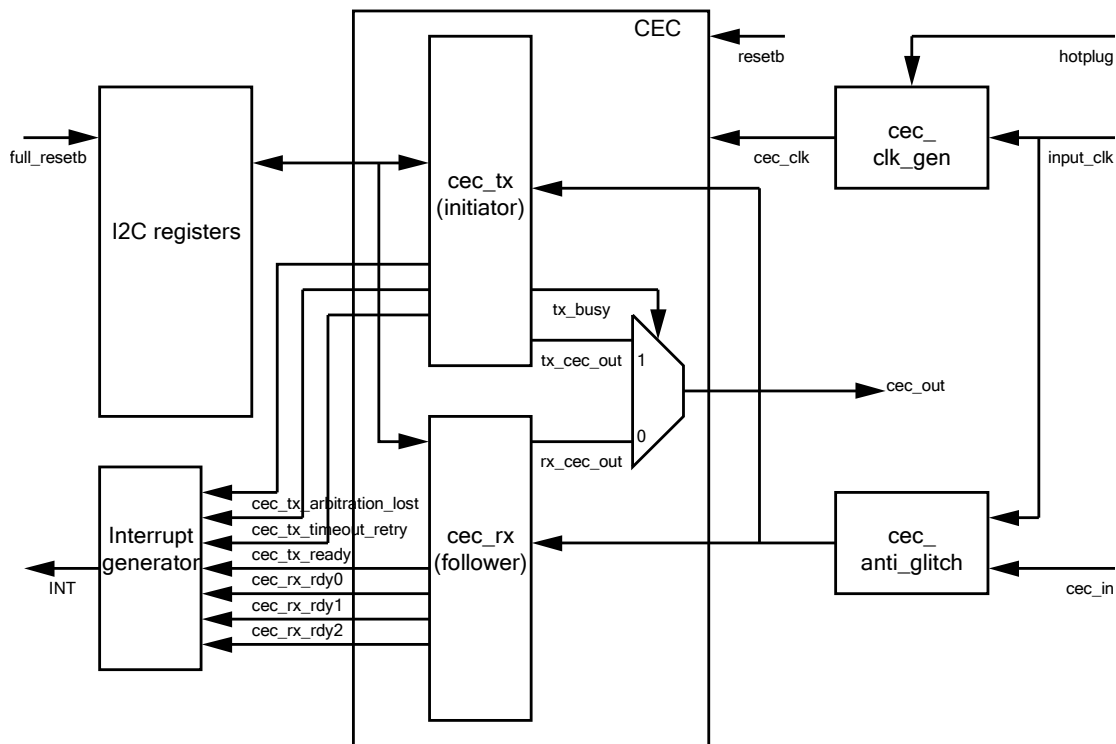 CEC
resetb
hotplug
full_resetb
cec_
clk_gen
cec_clk
input_clk
cec_tx
(initiator)
I2C registers
tx_busy
tx_cec_out
1
cec_out
0
rx_cec_out
cec_tx_arbitration_lost
cec_tx_timeout_retry
cec_tx_ready
cec_rx_rdy0
cec_rx_rdy1
cec_rx_rdy2
Interrupt
generator
INT
cec_rx
(follower)
cec_
anti_glitch
cec_in